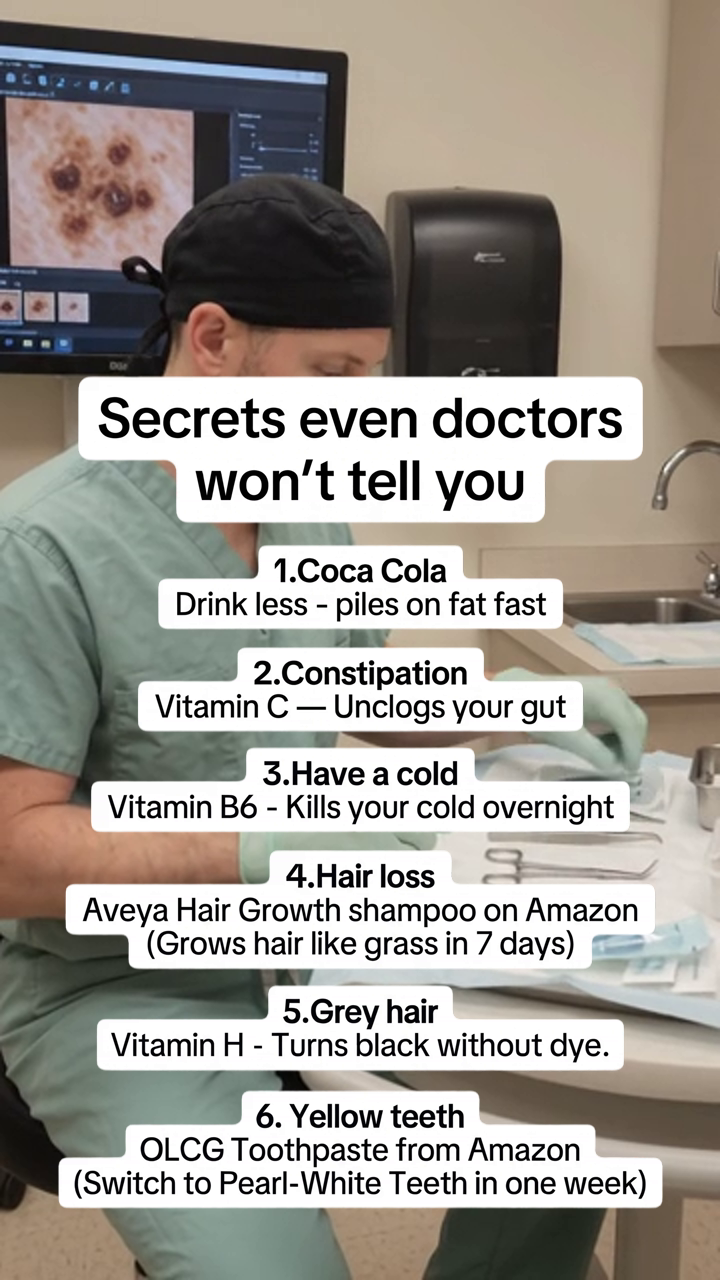 Secrets even doctors
won't tell you
1.Coca Cola
Drink less - piles on fat fast
2.Constipation
Vitamin C — Unclogs your gut
3.Have a cold
Vitamin B6 - Kills your cold overnight
4.Hair loss
Aveya Hair Growth shampoo on Amazon
(Grows hair like grass in 7 days)
5.Grey hair
Vitamin H - Turns black without dye.
6. Yellow teeth
OLCG Toothpaste from Amazon
(Switch to Pearl-White Teeth in one week)